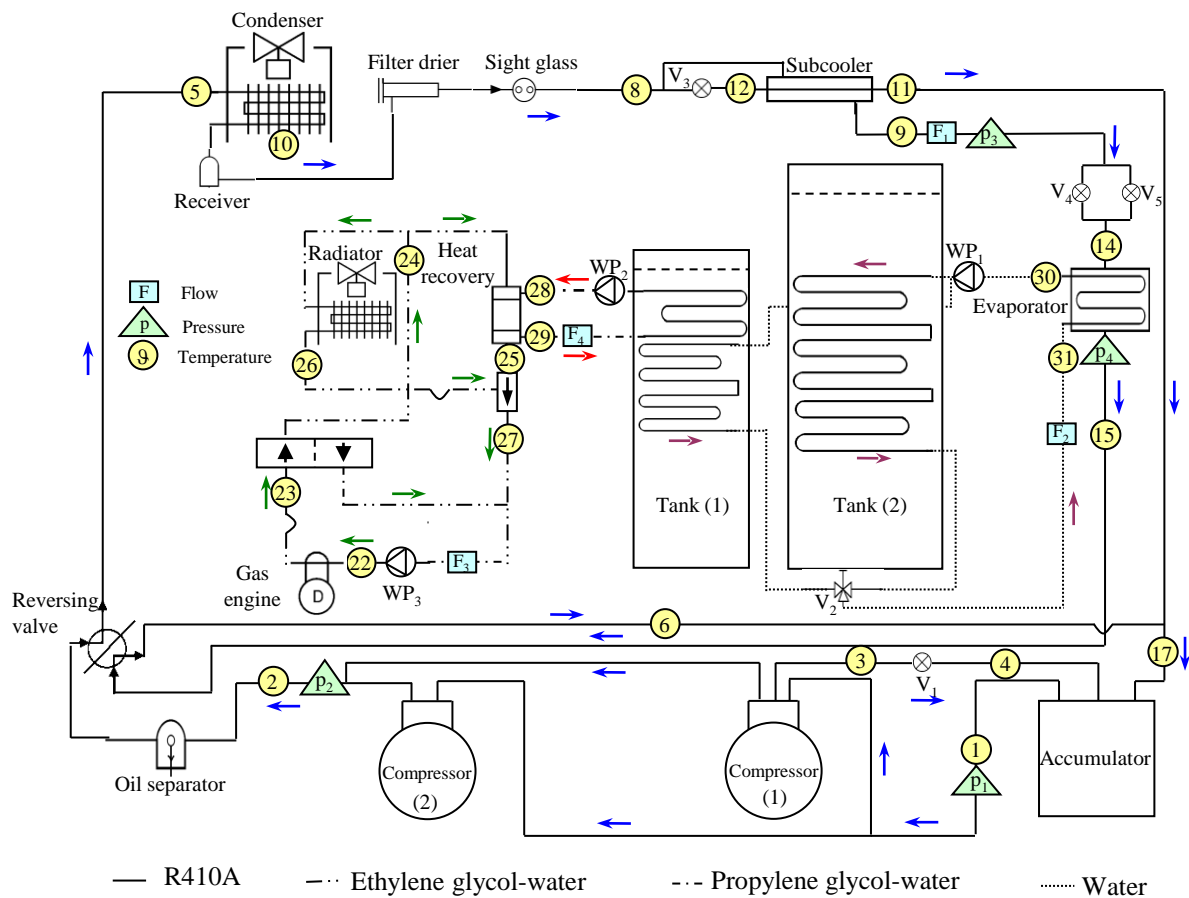 Condenser
Filter drier
Sight glass
Subcooler
5
8
V3
12
11
10
9
F1
p3
Receiver
V4
V5
14
24
Heat
recovery
Radiator
WP2
WP1
28
30
Evaporator
F Flow
p Pressure
ϑ Temperature
29
F4
25
26
31
p4
27
F2
15
23
Tank (1)
Tank (2)
Gas
engine
D
22
WP3
F3
V2
Reversing
valve
6
17
2
p2
3
V1
4
1
p1
Oil separator
Compressor
(2)
Compressor
(1)
Accumulator
R410A
Ethylene glycol-water
Propylene glycol-water
Water